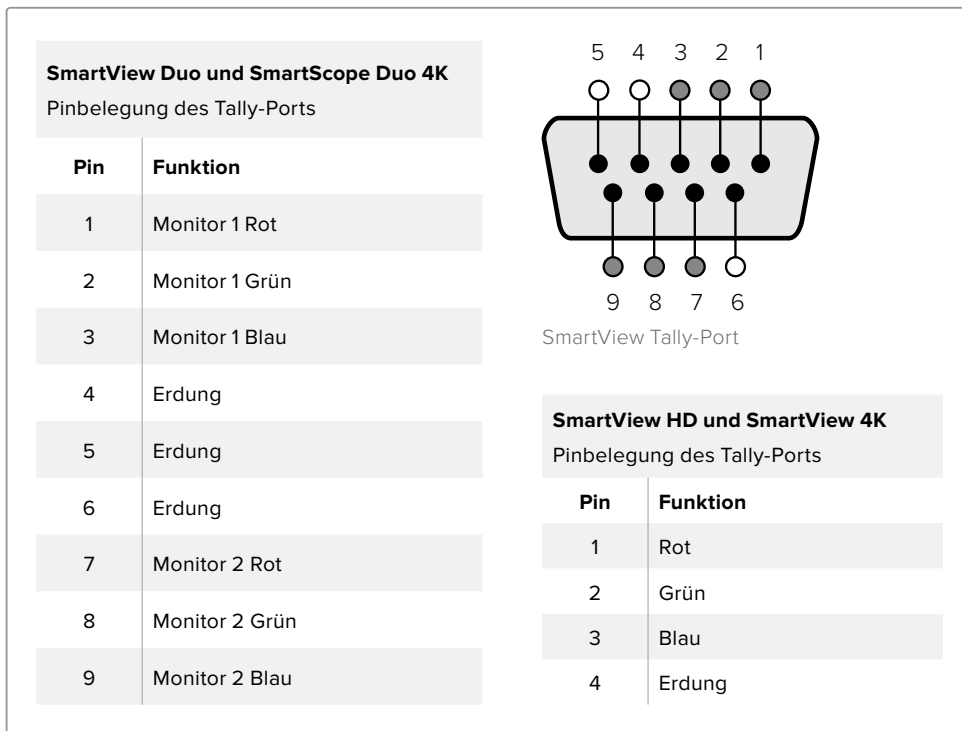 SmartView Duo und SmartScope Duo 4K
Pinbelegung des Tally-Ports
Pin Funktion
1 Monitor 1 Rot
2 Monitor 1 Grün
3 Monitor 1 Blau
4 Erdung
5 Erdung
6 Erdung
7 Monitor 2 Rot
8 Monitor 2 Grün
9 Monitor 2 Blau
5 4 3 2 1
9 8 7 6
SmartView Tally-Port
SmartView HD und SmartView 4K
Pinbelegung des Tally-Ports
Pin Funktion
1 Rot
2 Grün
3 Blau
4 Erdung